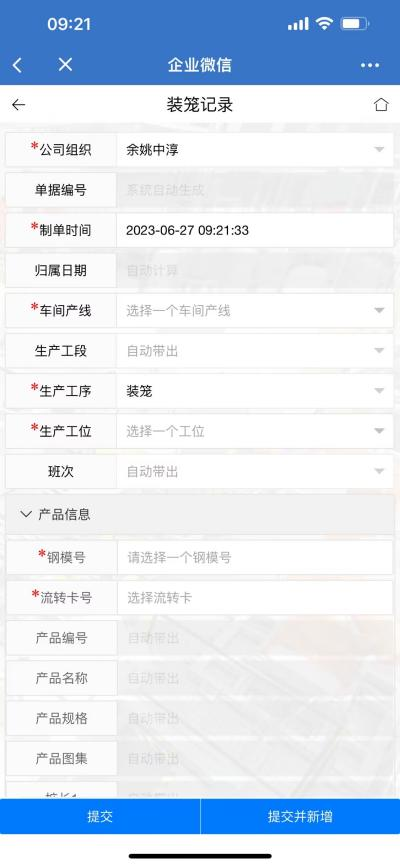 09:21
企业微信
装笼记录
*公司组织 余姚中淳
单据编号 系统自动生成
*制单时间 2023-06-27 09:21:33
归属日期 自动计算
*车间产线 选择一个车间产线
生产工段 自动带出
*生产工序 装笼
*生产工位 选择一个工位
班次 自动带出
产品信息
*钢模号 请选择一个钢模号
*流转卡号 选择流转卡
产品编号 自动带出
产品名称 自动带出
产品规格 自动带出
产品图集 自动带出
桩长1 自动带出
提交 提交并新增